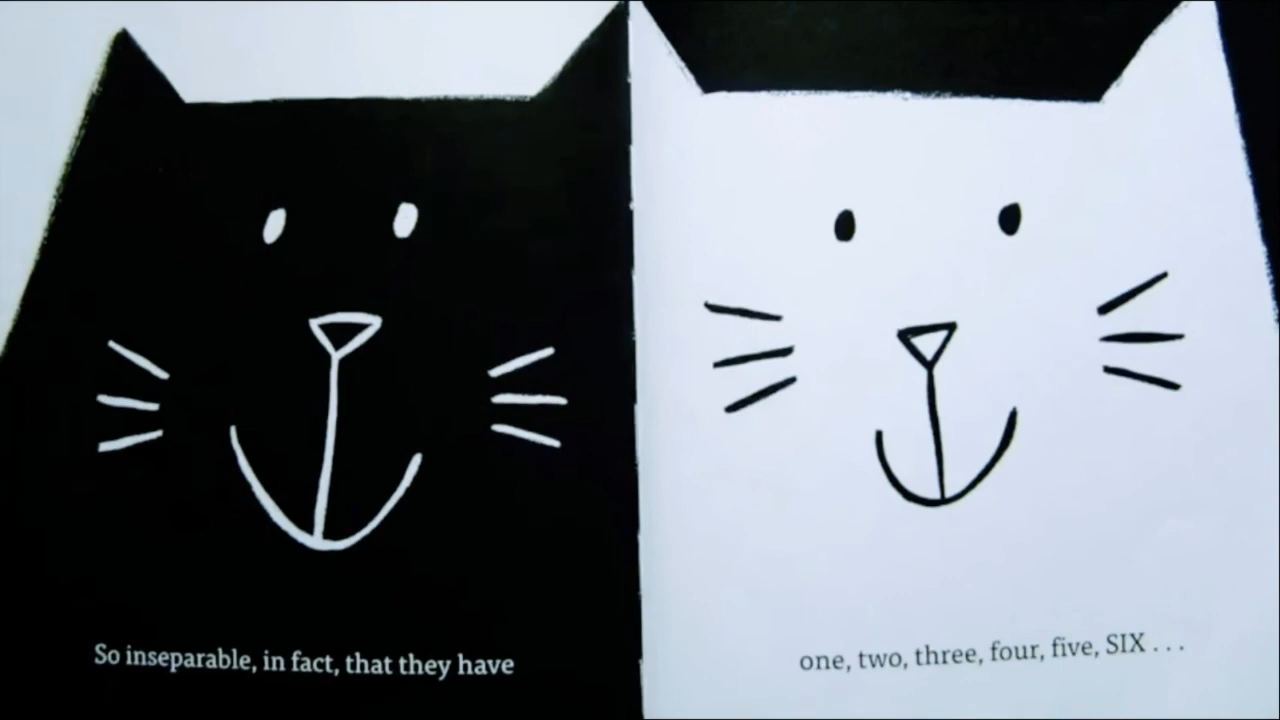 So inseparable, in fact, that they have
one, two, three, four, five, SIX . . .